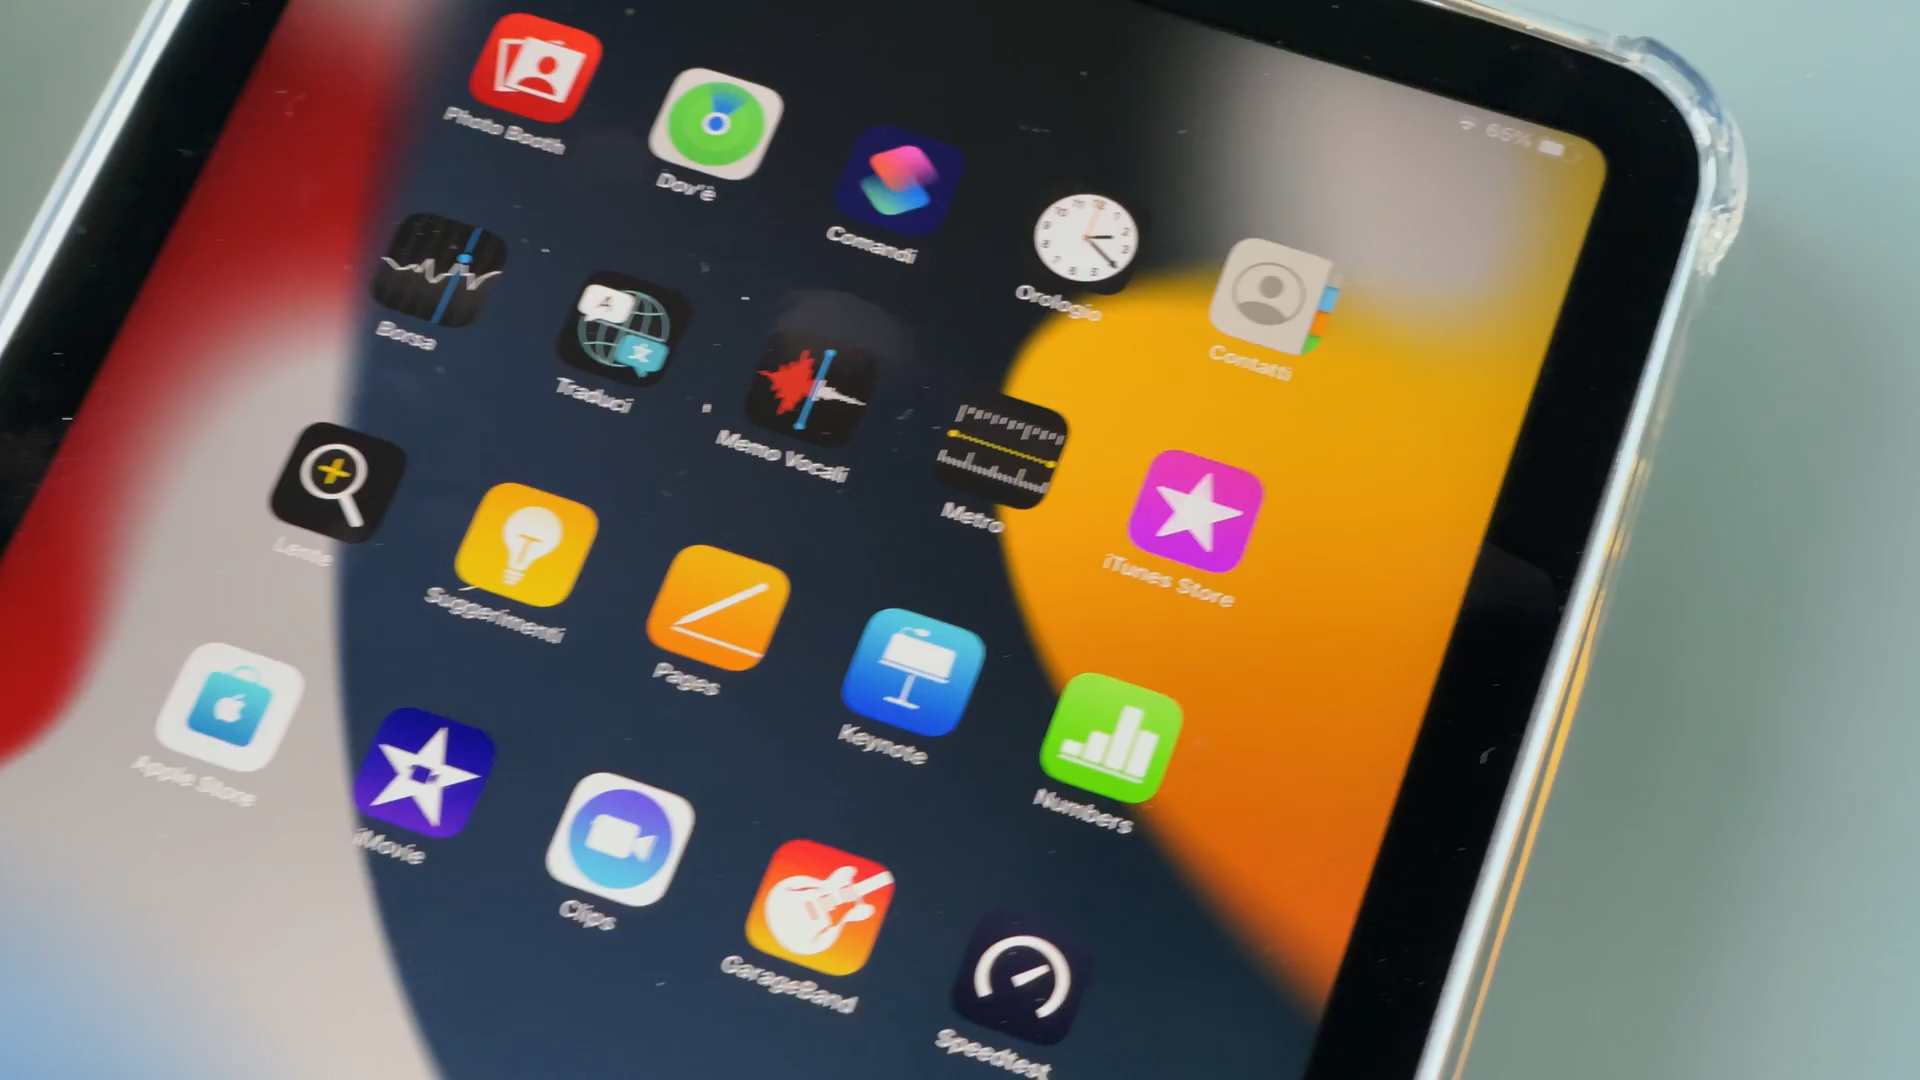 65%
Photo Booth
Dov'è
Comandi
Orologio
Contatti
Borsa
Traduci
Memo Vocali
Metro
iTunes Store
Lente
Suggerimenti
Pages
Keynote
Numbers
Apple Store
iMovie
Clips
GarageBand
Speedtest